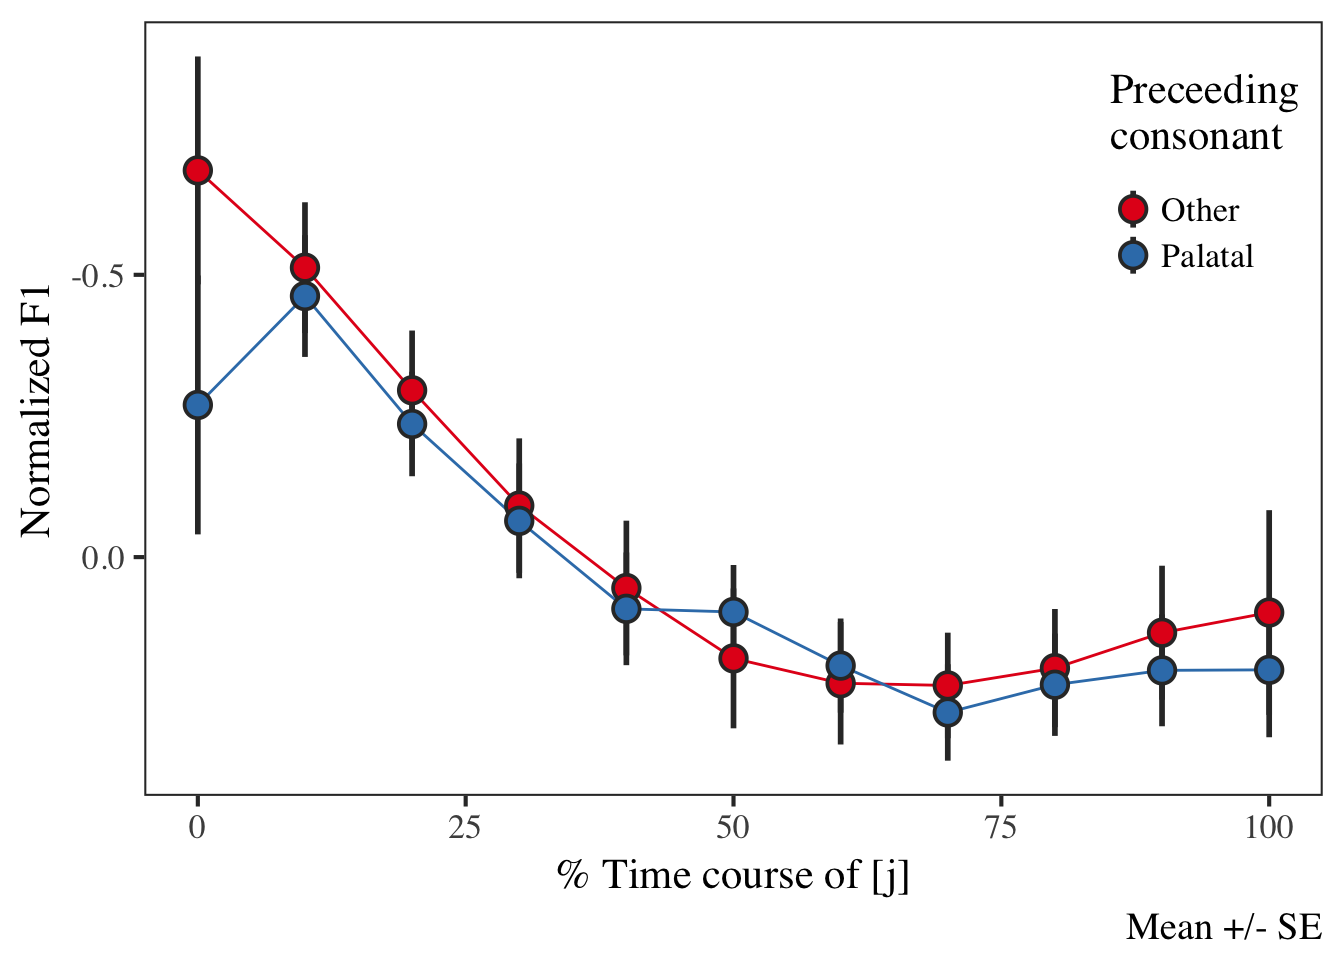 Preceeding
consonant
Other
Palatal
Normalized F1
-0.5
0.0
0 25 50 75 100
% Time course of [j]
Mean +/- SE